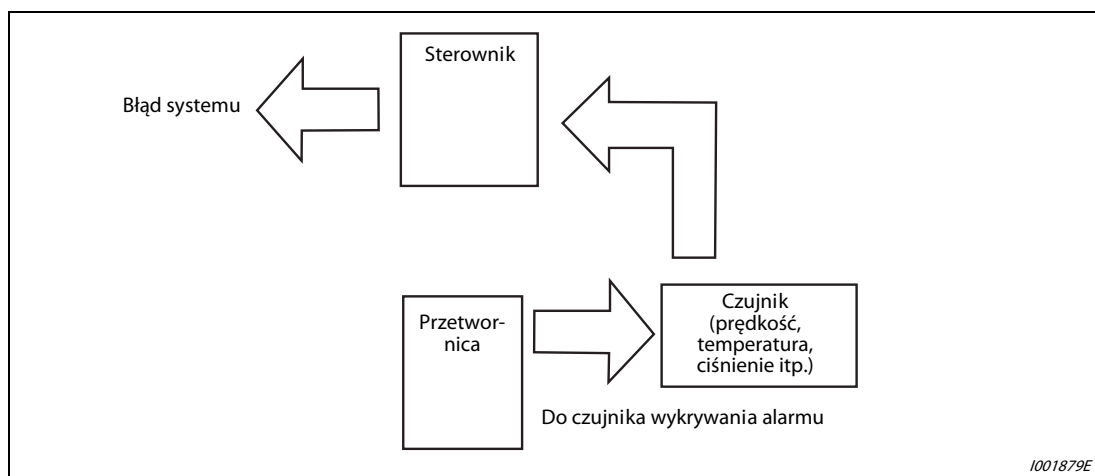 Sterownik
Błąd systemu
Przetwor-
nica
Czujnik
(prędkość,
temperatura,
ciśnienie itp.)
Do czujnika wykrywania alarmu
I001879E